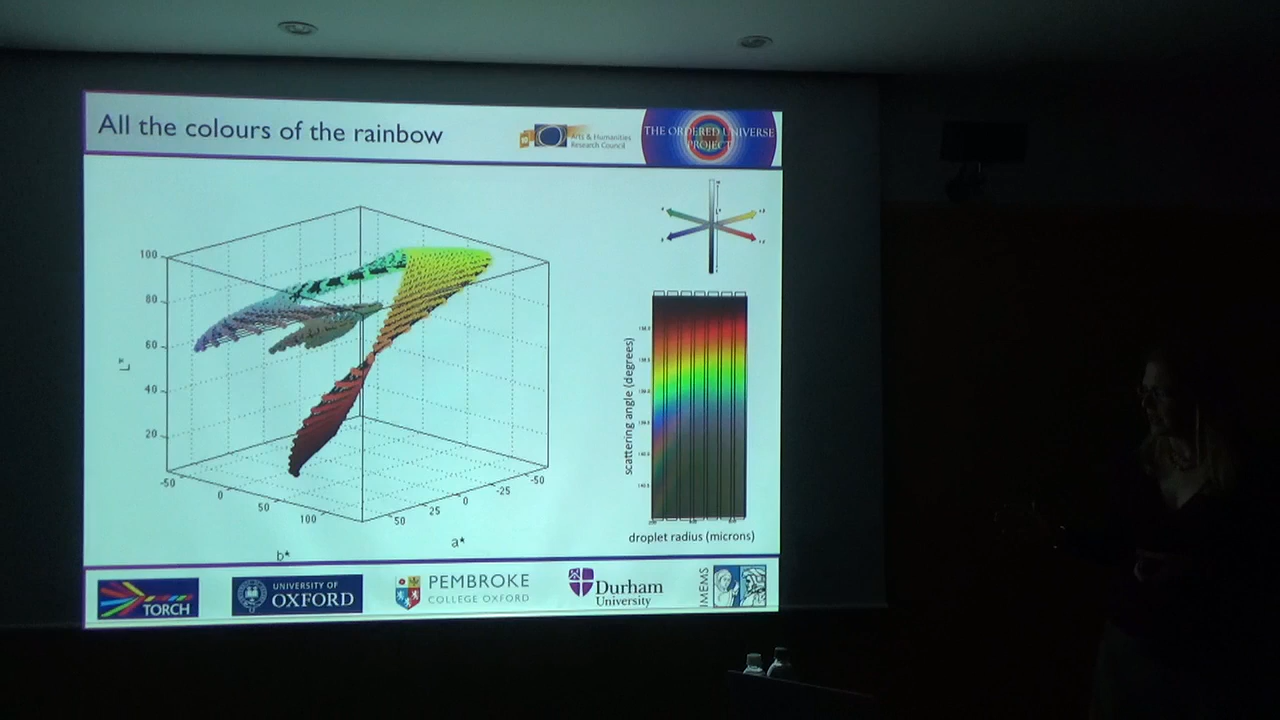 All the colours of the rainbow
Arts & Humanities
Research Council
THE ORDERED UNIVERSE
PROJECT
100
80
60
40
20
L*
-50
0
50
100
b*
50
25
0
-25
-50
a*
scattering angle (degrees)
droplet radius (microns)
TORCH
UNIVERSITY OF
OXFORD
PEMBROKE
COLLEGE OXFORD
Durham
University
IMEMS